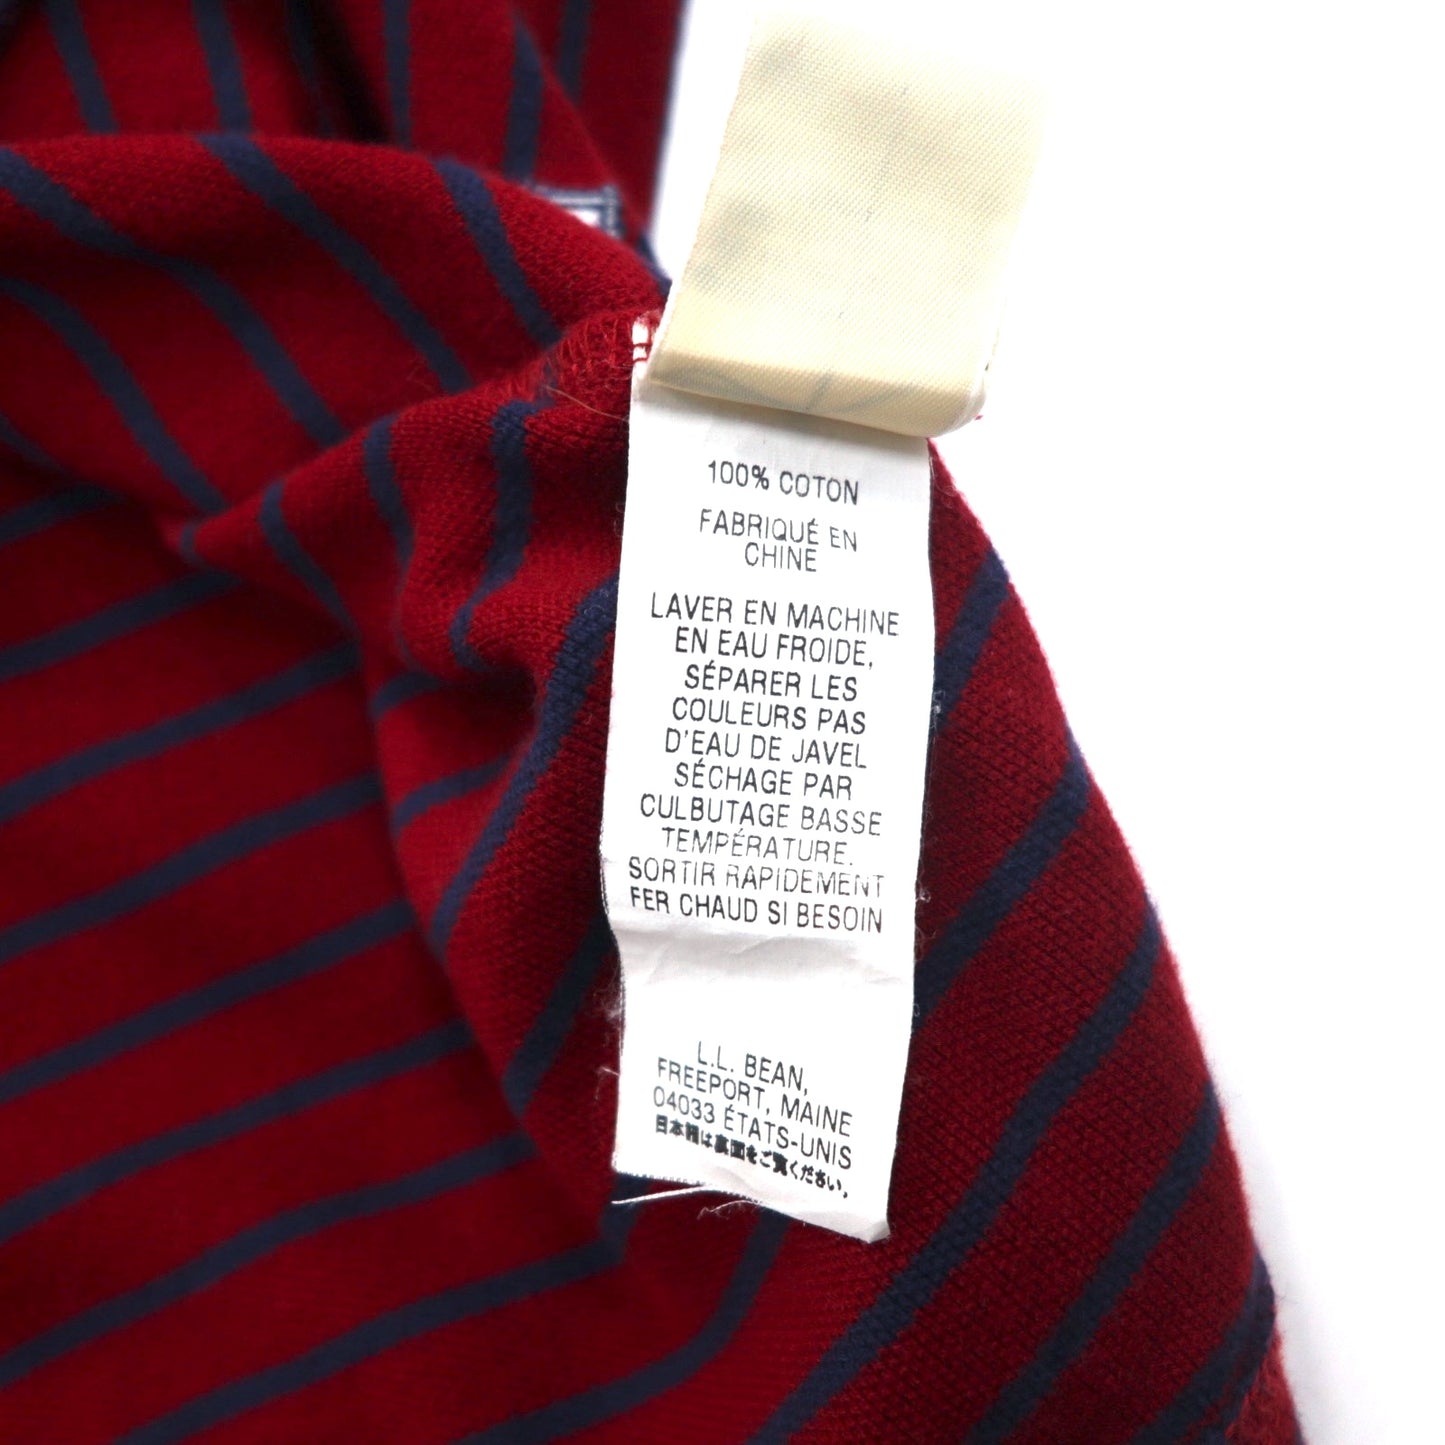 100% COTON
FABRIQUÉ EN
CHINE
LAVER EN MACHINE
EN EAU FROIDE,
SÉPARER LES
COULEURS PAS
D'EAU DE JAVEL
SÉCHAGE PAR
CULBUTAGE BASSE
TEMPÉRATURE.
SORTIR RAPIDEMENT
FER CHAUD SI BESOIN
L.L. BEAN,
FREEPORT, MAINE
04033 ÉTATS-UNIS
日本語は裏面をご覧ください。